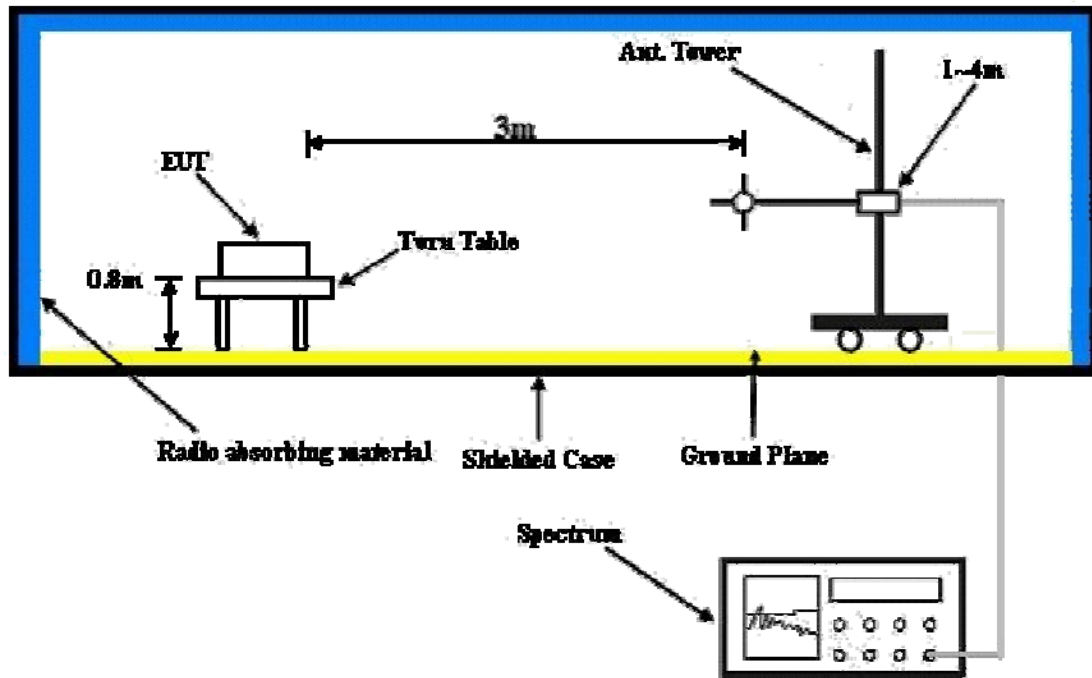 Ant. Tower
1~4m
3m
EUT
Turn Table
0.8m
Radio absorbing material
Shielded Case
Ground Plane
Spectrum